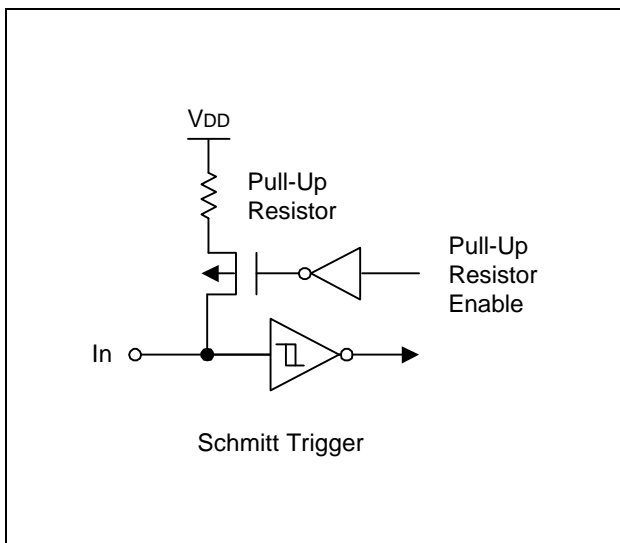 VDD
Pull-Up
Resistor
Pull-Up
Resistor
Enable
In
Schmitt Trigger